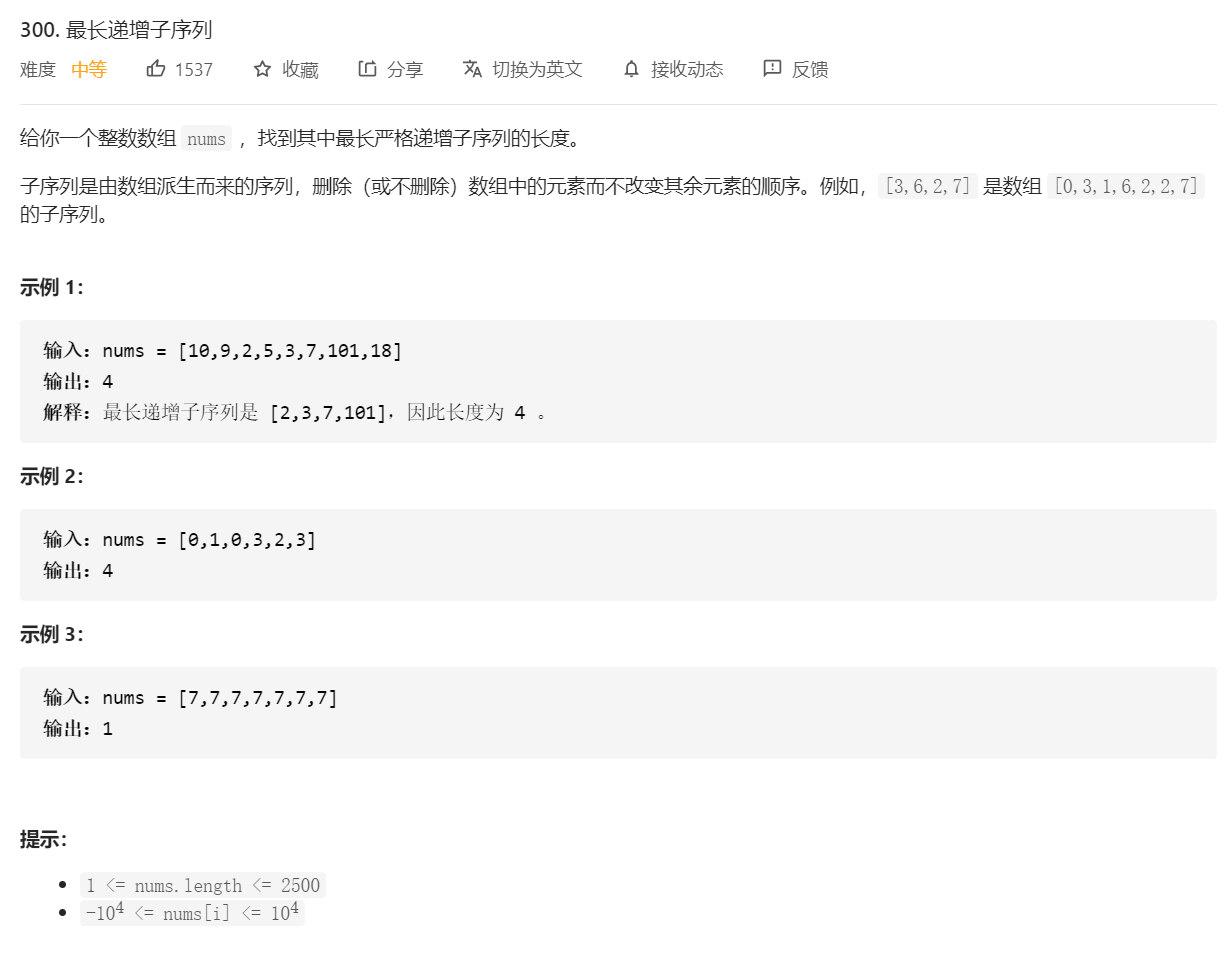 300. 最长递增子序列
难度 中等 1537 收藏 分享 切换为英文 接收动态 反馈
给你一个整数数组 nums ，找到其中最长严格递增子序列的长度。
子序列是由数组派生而来的序列，删除（或不删除）数组中的元素而不改变其余元素的顺序。例如，[3,6,2,7] 是数组 [0,3,1,6,2,2,7]
的子序列。
示例 1：
输入：nums = [10,9,2,5,3,7,101,18]
输出：4
解释：最长递增子序列是 [2,3,7,101]，因此长度为 4 。
示例 2：
输入：nums = [0,1,0,3,2,3]
输出：4
示例 3：
输入：nums = [7,7,7,7,7,7,7]
输出：1
提示：
• 1 <= nums.length <= 2500
• -10⁴ <= nums[i] <= 10⁴